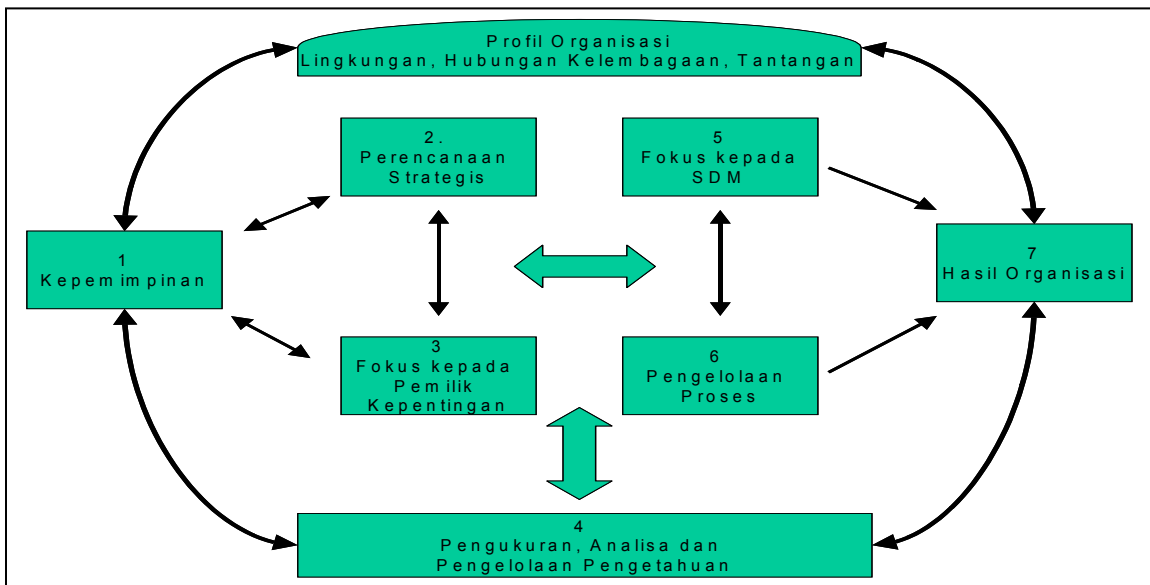 Profil Organisasi
Lingkungan, Hubungan Kelembagaan, Tantangan
2.
Perencanaan
Strategis
5
Fokus kepada
SDM
1
Kepemimpinan
7
Hasil Organisasi
3
Fokus kepada
Pemilik
Kepentingan
6
Pengelolaan
Proses
4
Pengukuran, Analisa dan
Pengelolaan Pengetahuan